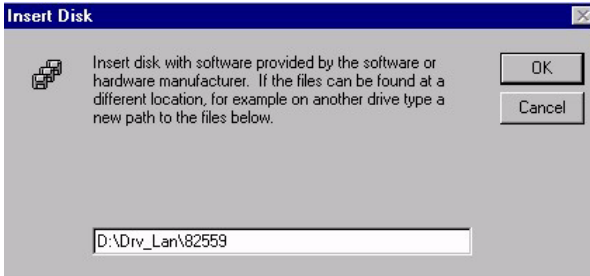 Insert Disk
Insert disk with software provided by the software or
hardware manufacturer. If the files can be found at a
different location, for example on another drive type a
new path to the files below.
OK
Cancel
D:\Drv_Lan\82559